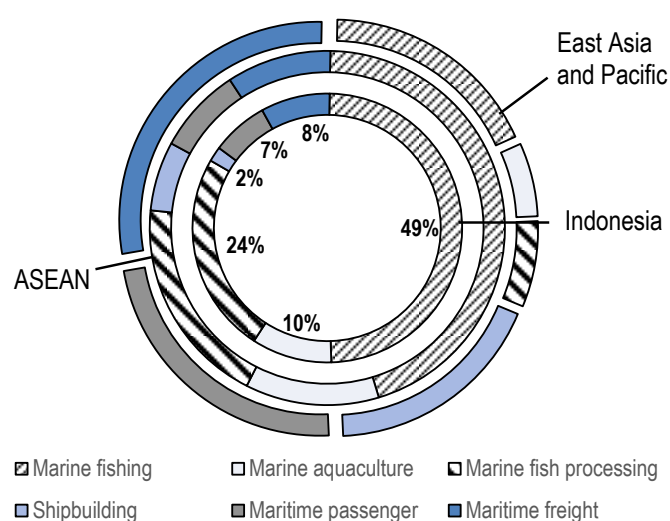 East Asia
and Pacific
8%
7%
2%
49%
Indonesia
24%
ASEAN
10%
Marine fishing
Marine aquaculture
Marine fish processing
Shipbuilding
Maritime passenger
Maritime freight